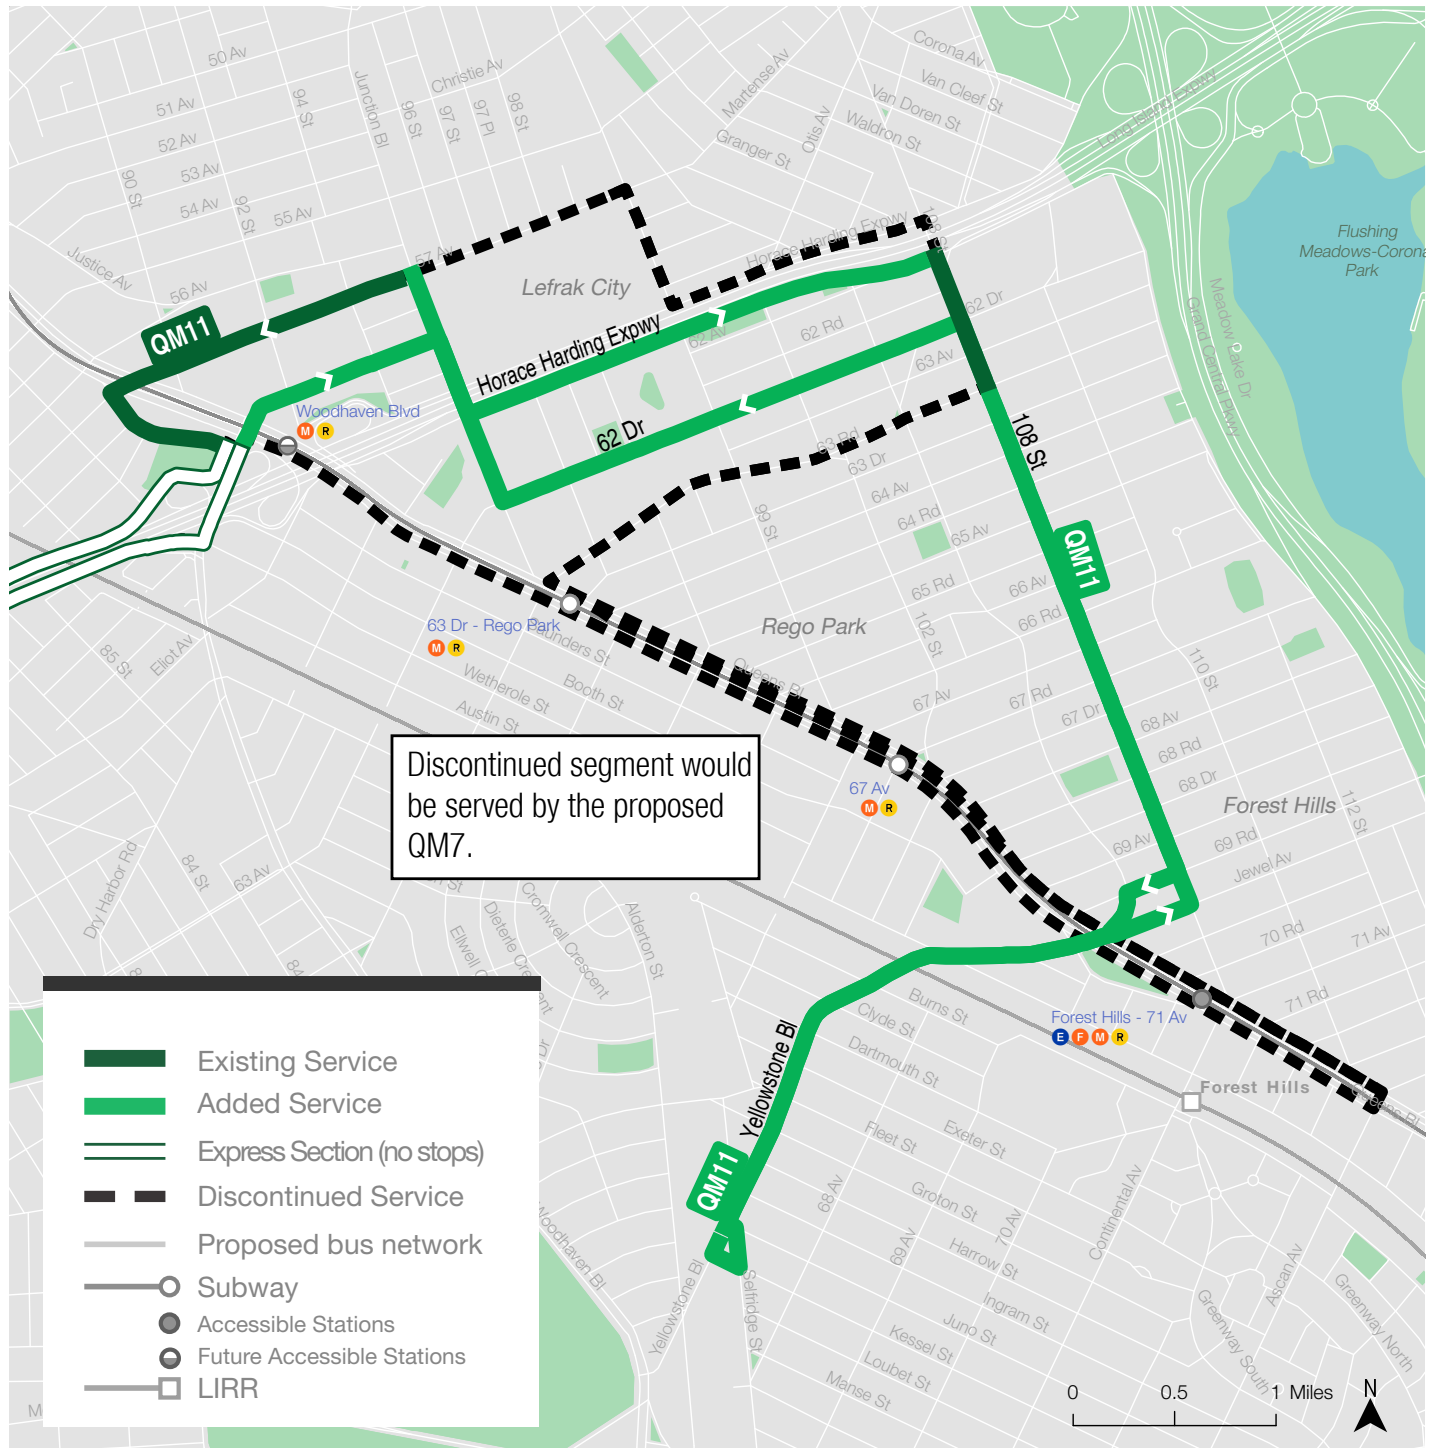 50 Av
51 Av
52 Av
53 Av
54 Av
55 Av
56 Av
57 Av
90 St
92 St
94 St
Junction Bl
96 St
97 St
97 Pl
98 St
Christie Av
Justice Av
Martense Av
Granger St
Otis Av
Corona Av
Van Cleef St
Van Doren St
Waldron St
Long Island Expwy
Horace Harding Expwy
108 St
Flushing
Meadows-Corona
Park
Meadow Lake Dr
Grand Central Pkwy
Lefrak City
QM11
Horace Harding Expwy
62 Av
62 Rd
62 Dr
63 Av
62 Dr
63 Rd
63 Dr
64 Av
64 Rd
65 Av
65 Rd
66 Av
66 Rd
108 St
QM11
Woodhaven Blvd
M R
99 St
102 St
110 St
112 St
63 Dr - Rego Park
M R
Saunders St
Wetherole St
Booth St
Austin St
Queens Bl
Rego Park
85 St
Eliot Av
67 Av
67 Rd
67 Dr
68 Av
68 Rd
68 Dr
69 Av
69 Rd
Jewel Av
Forest Hills
67 Av
M R
Discontinued segment would
be served by the proposed
QM7.
Dry Harbor Rd
84 St
63 Av
84
Cromwell Crescent
Alderton St
70 Rd
71 Av
71 Rd
Forest Hills - 71 Av
E F M R
Forest Hills
Queens Bl
Burns St
Clyde St
Dartmouth St
Yellowstone Bl
QM11
Fleet St
Exeter St
68 Av
Groton St
69 Av
70 Av
Harrow St
Continental Av
Ingram St
Juno St
Kessel St
Loubet St
Manse St
Ascan Av
Greenway South
Greenway North
Woodhaven Bl
Yellowstone Bl
Selfridge St
Existing Service
Added Service
Express Section (no stops)
Discontinued Service
Proposed bus network
Subway
Accessible Stations
Future Accessible Stations
LIRR
0 0.5 1 Miles
N